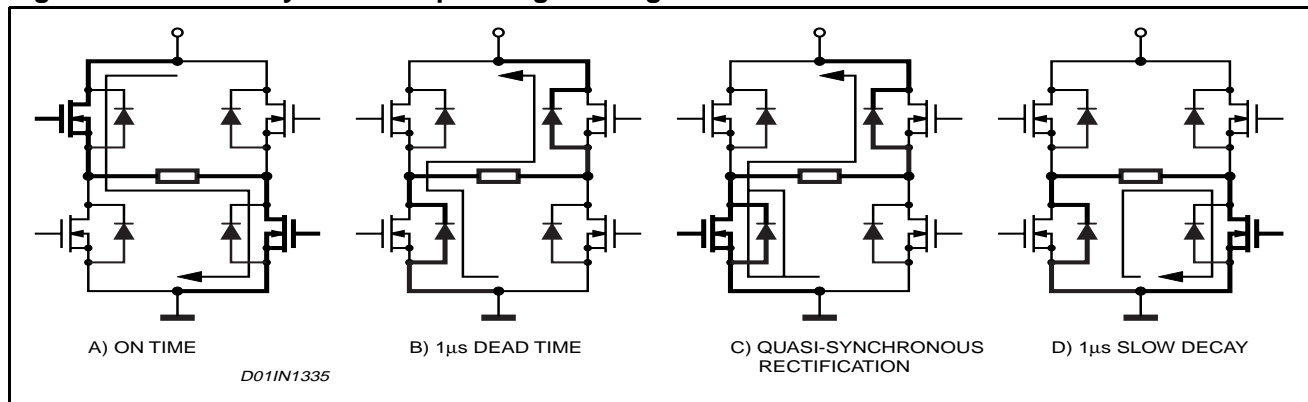 A) ON TIME
B) 1μs DEAD TIME
C) QUASI-SYNCHRONOUS
RECTIFICATION
D) 1μs SLOW DECAY
D01IN1335